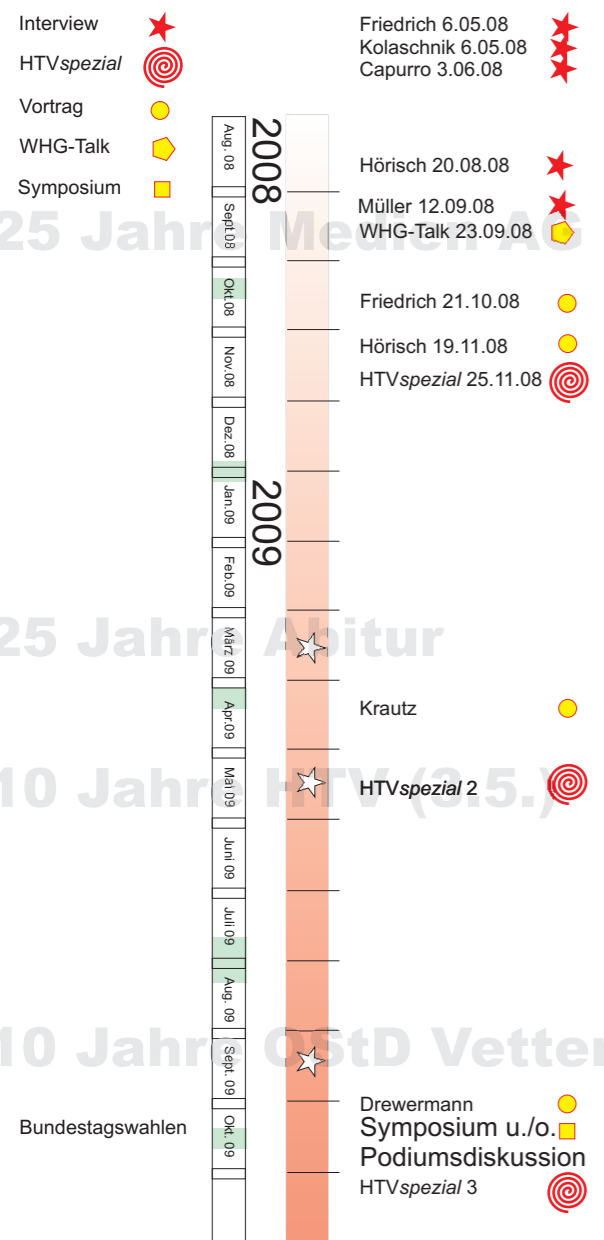 Interview
HTVspezial
Vortrag
WHG-Talk
Symposium
Friedrich 6.05.08
Kolaschnik 6.05.08
Capurro 3.06.08
2008
Aug. 08
Hörisch 20.08.08
Sept.08
Müller 12.09.08
WHG-Talk 23.09.08
25 Jahre Medien AG
Okt.08
Friedrich 21.10.08
Nov.08
Hörisch 19.11.08
HTVspezial 25.11.08
Dez.08
2009
Jan.09
Feb.09
März 09
25 Jahre Abitur
Apr.09
Krautz
Mai 09
HTVspezial 2
10 Jahre HTV (3.5.)
Juni 09
Juli 09
Aug. 09
Sept. 09
10 Jahre OStD Vetter
Okt. 09
Bundestagswahlen
Drewermann
Symposium u./o.
Podiumsdiskussion
HTVspezial 3